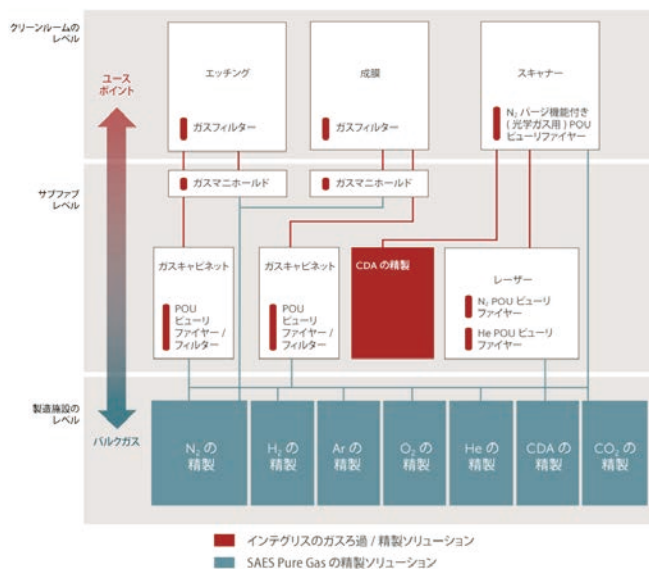 クリーンルームの
レベル
エッチング
成膜
スキャナー
ユース
ポイント
ガスフィルター
ガスフィルター
N₂ パージ機能付き
( 光学ガス用 ) POU
ピューリファイヤー
ガスマニホールド
ガスマニホールド
サブファブ
レベル
ガスキャビネット
ガスキャビネット
CDA の精製
レーザー
POU
ピューリ
ファイヤー /
フィルター
POU
ピューリ
ファイヤー /
フィルター
N₂ POU ピューリ
ファイヤー
He POU ピューリ
ファイヤー
製造施設の
レベル
バルクガス
N₂ の
精製
H₂ の
精製
Ar の
精製
O₂ の
精製
He の
精製
CDA の
精製
CO₂ の
精製
インテグリスのガスろ過 / 精製ソリューション
SAES Pure Gas の精製ソリューション